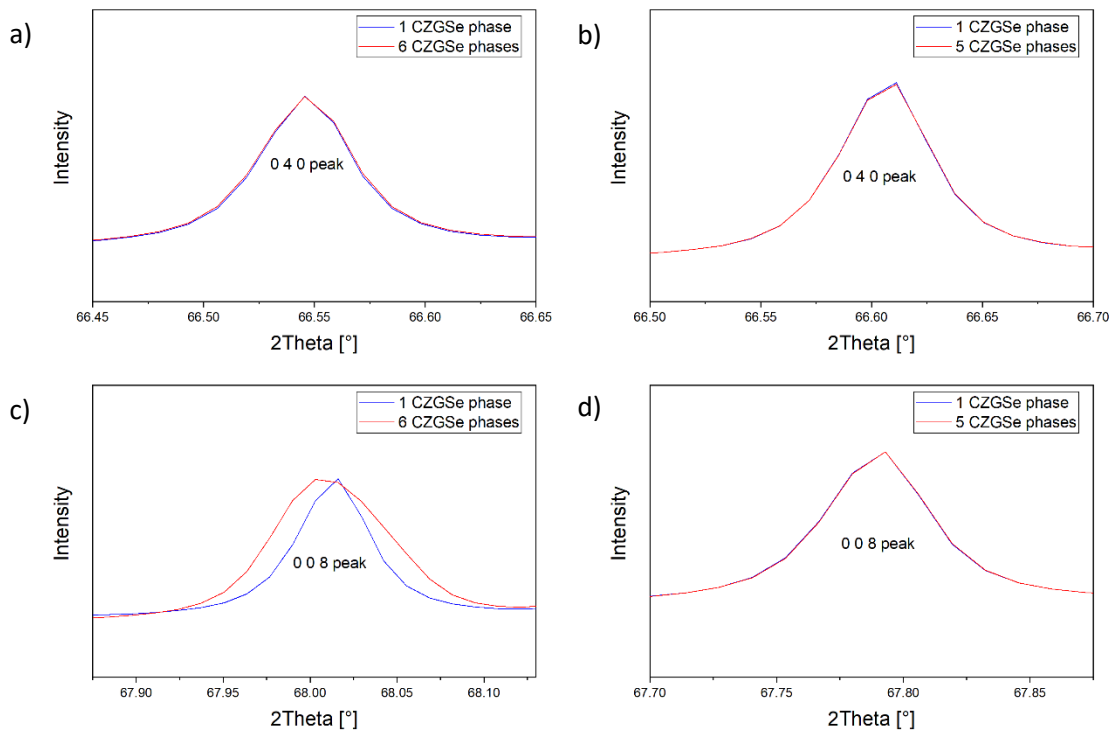 a)
1 CZGSe phase
6 CZGSe phases
Intensity
0 4 0 peak
66.45 66.50 66.55 66.60 66.65
2Theta [°]
b)
1 CZGSe phase
5 CZGSe phases
Intensity
0 4 0 peak
66.50 66.55 66.60 66.65 66.70
2Theta [°]
c)
1 CZGSe phase
6 CZGSe phases
Intensity
0 0 8 peak
67.90 67.95 68.00 68.05 68.10
2Theta [°]
d)
1 CZGSe phase
5 CZGSe phases
Intensity
0 0 8 peak
67.70 67.75 67.80 67.85
2Theta [°]